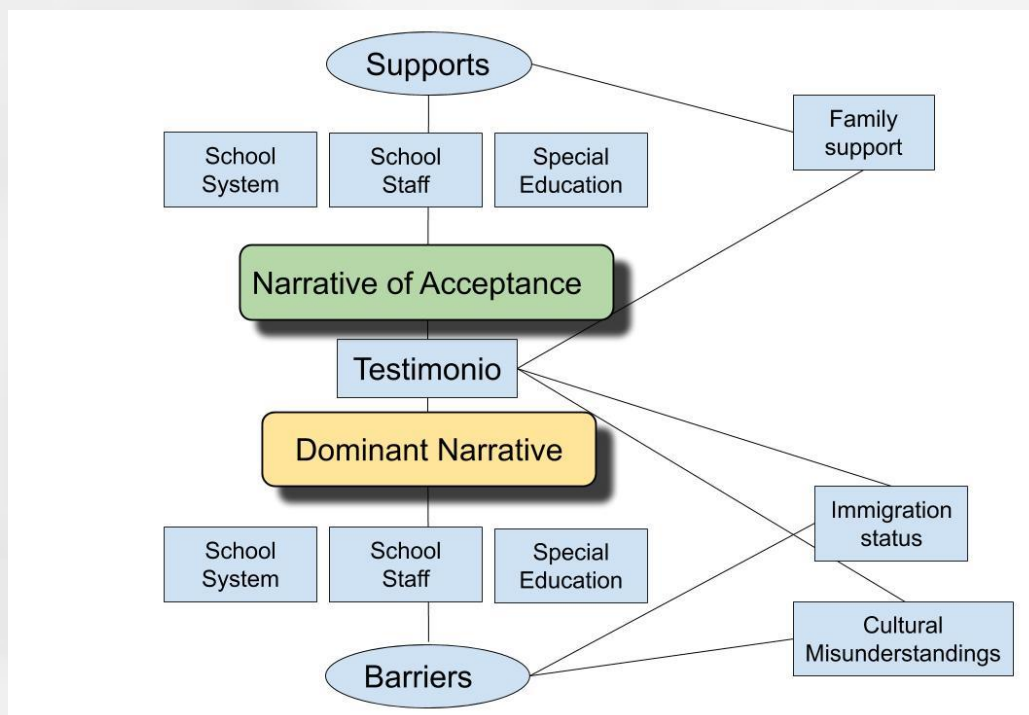 Supports
Family
support
School
System
School
Staff
Special
Education
Narrative of Acceptance
Testimonio
Dominant Narrative
Immigration
status
School
System
School
Staff
Special
Education
Cultural
Misunderstandings
Barriers